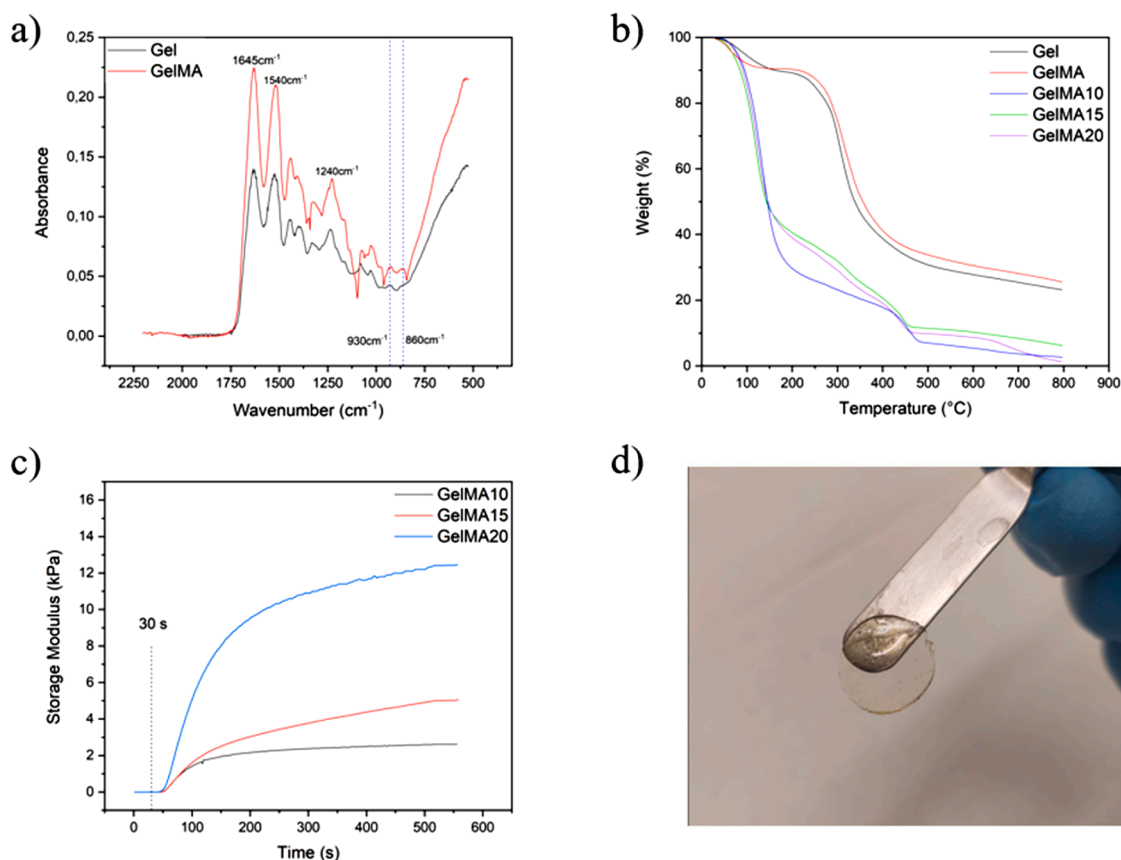 a)
Gel
GelMA
1645cm⁻¹
1540cm⁻¹
1240cm⁻¹
930cm⁻¹
860cm⁻¹
0,25
0,20
0,15
0,10
0,05
0,00
Absorbance
2250 2000 1750 1500 1250 1000 750 500
Wavenumber (cm⁻¹)
b)
Gel
GelMA
GelMA10
GelMA15
GelMA20
100
80
60
40
20
0
Weight (%)
0 100 200 300 400 500 600 700 800 900
Temperature (°C)
c)
GelMA10
GelMA15
GelMA20
30 s
16
14
12
10
8
6
4
2
0
Storage Modulus (kPa)
0 100 200 300 400 500 600
Time (s)
d)